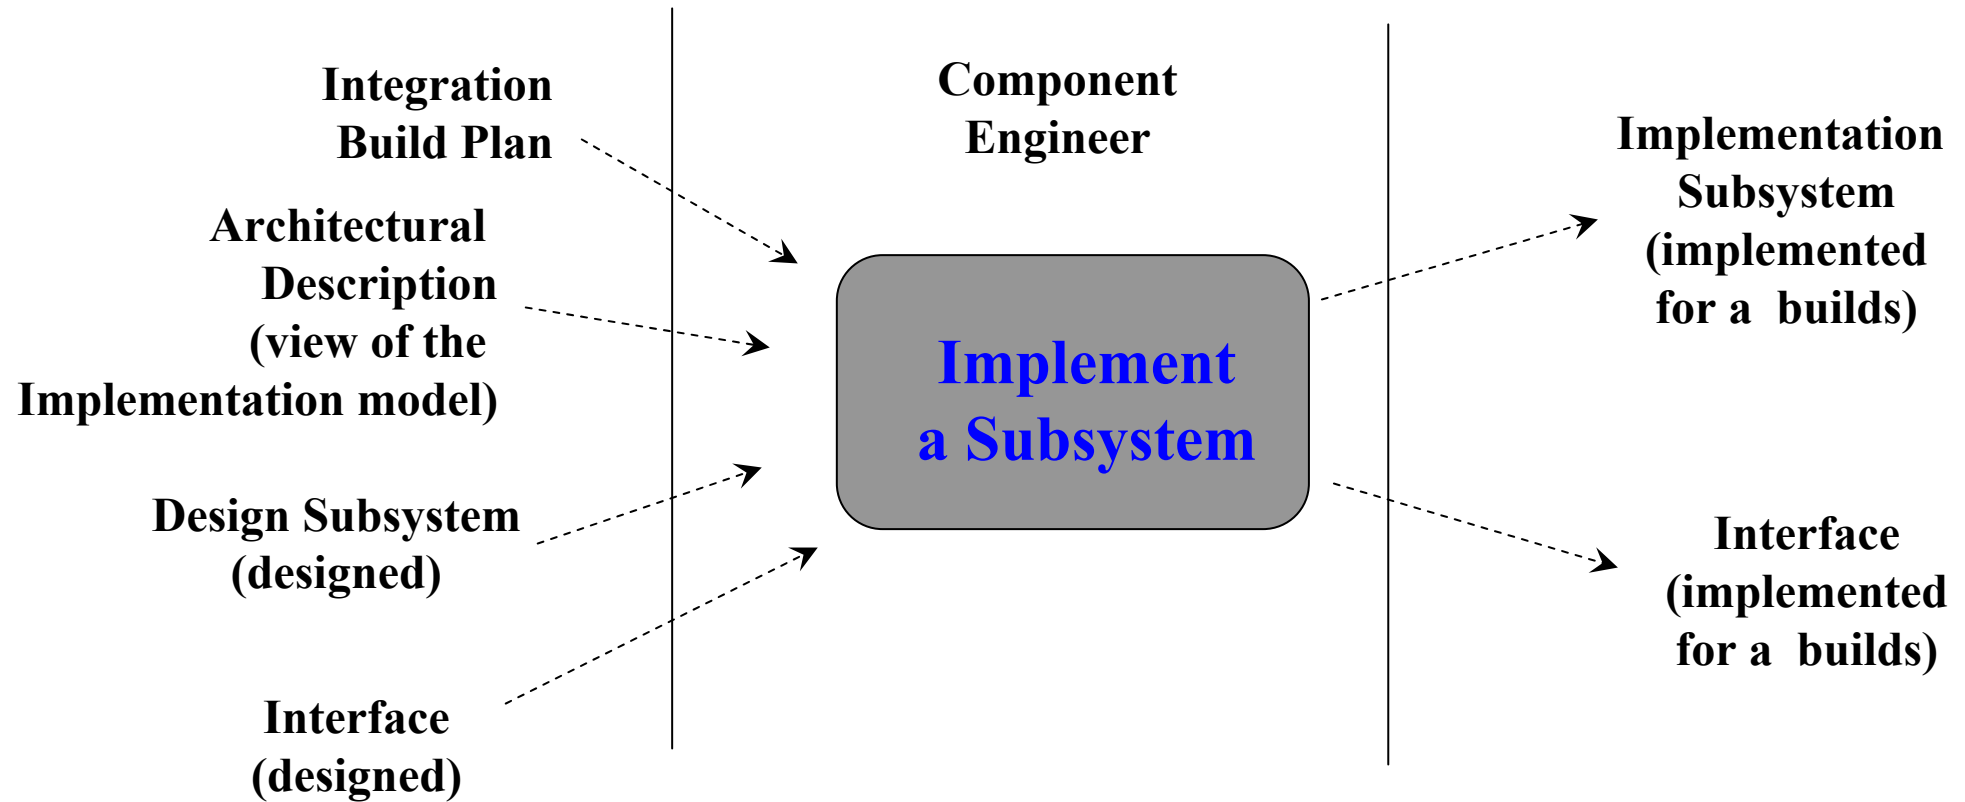 Integration
Build Plan
Architectural
Description
(view of the
Implementation model)
Design Subsystem
(designed)
Interface
(designed)
Component
Engineer
Implement
a Subsystem
Implementation
Subsystem
(implemented
for a  builds)
Interface
(implemented
for a  builds)